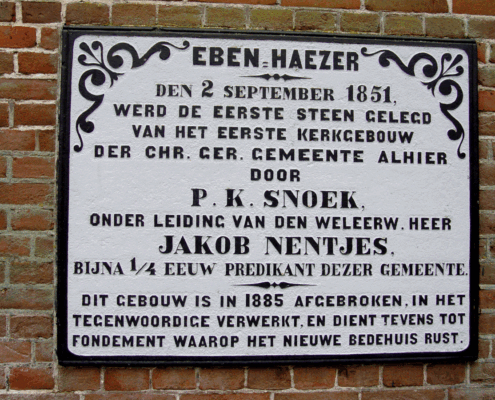 EBEN-HAEZER
DEN 2 SEPTEMBER 1851,
WERD DE EERSTE STEEN GELEGD
VAN HET EERSTE KERKGEBOUW
DER CHR. GER. GEMEENTE ALHIER
DOOR
P. K. SNOEK,
ONDER LEIDING VAN DEN WELEERW. HEER
JAKOB NENTJES,
BIJNA 1/4 EEUW PREDIKANT DEZER GEMEENTE.
DIT GEBOUW IS IN 1885 AFGEBROKEN, IN HET
TEGENWOORDIGE VERWERKT, EN DIENT TEVENS TOT
FONDEMENT WAAROP HET NIEUWE BEDEHUIS RUST.